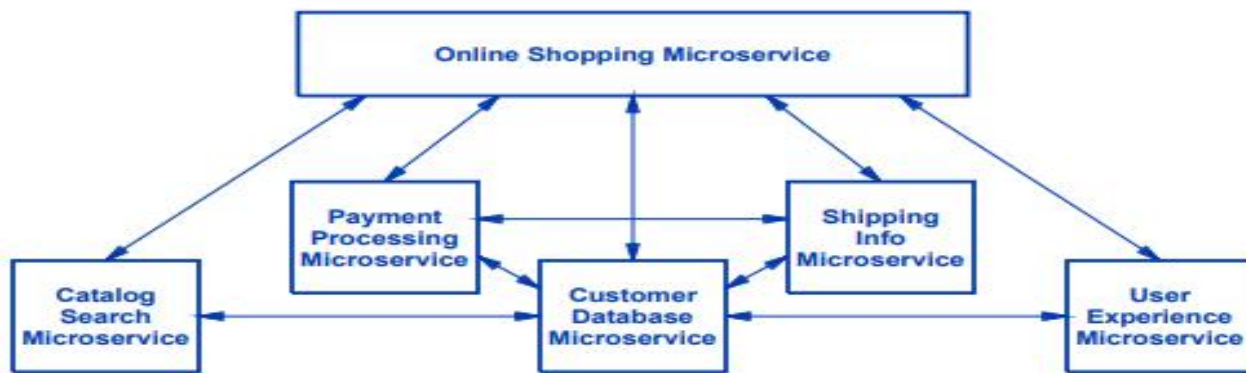 Online Shopping Microservice
Payment
Processing
Microservice
Shipping
Info
Microservice
Catalog
Search
Microservice
Customer
Database
Microservice
User
Experience
Microservice